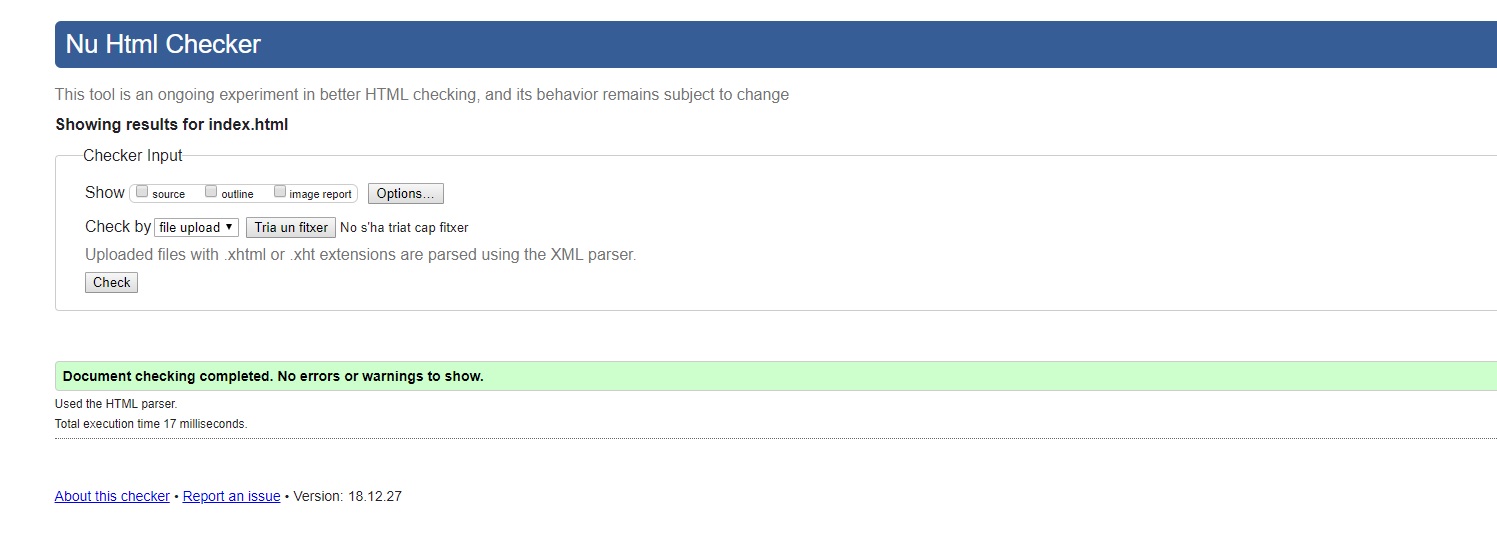 Nu Html Checker
This tool is an ongoing experiment in better HTML checking, and its behavior remains subject to change
Showing results for index.html
Checker Input
Show source outline image report Options...
Check by file upload Tria un fitxer No s'ha triat cap fitxer
Uploaded files with .xhtml or .xht extensions are parsed using the XML parser.
Check
Document checking completed. No errors or warnings to show.
Used the HTML parser.
Total execution time 17 milliseconds.
About this checker • Report an issue • Version: 18.12.27